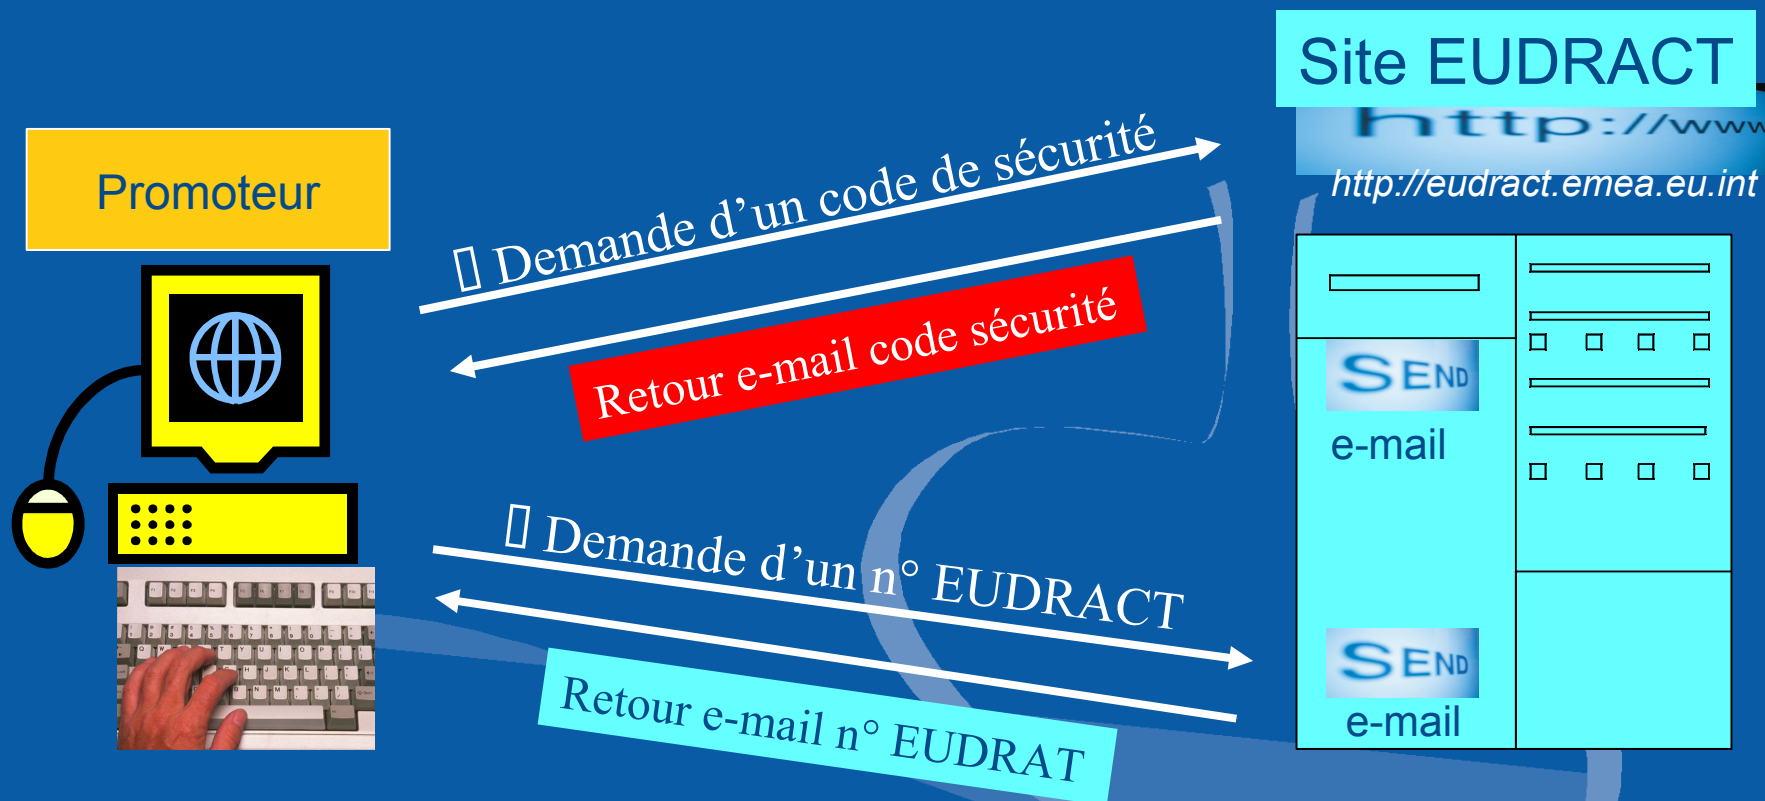 Site EUDRACT
http://www
http://eudract.emea.eu.int
Promoteur
Demande d’un code de sécurité
Retour e-mail code sécurité
SEND
e-mail
Demande d’un n° EUDRACT
Retour e-mail n° EUDRAT
SEND
e-mail